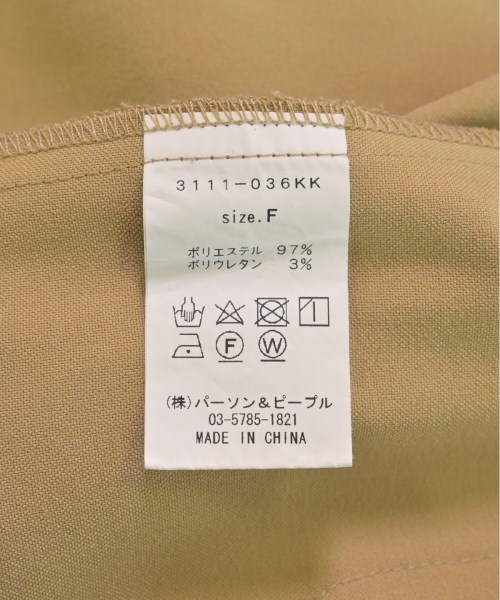 3111-036KK
size.F
ポリエステル 97%
ポリウレタン 3%
F W
(株)パーソン&ピープル
03-5785-1821
MADE IN CHINA